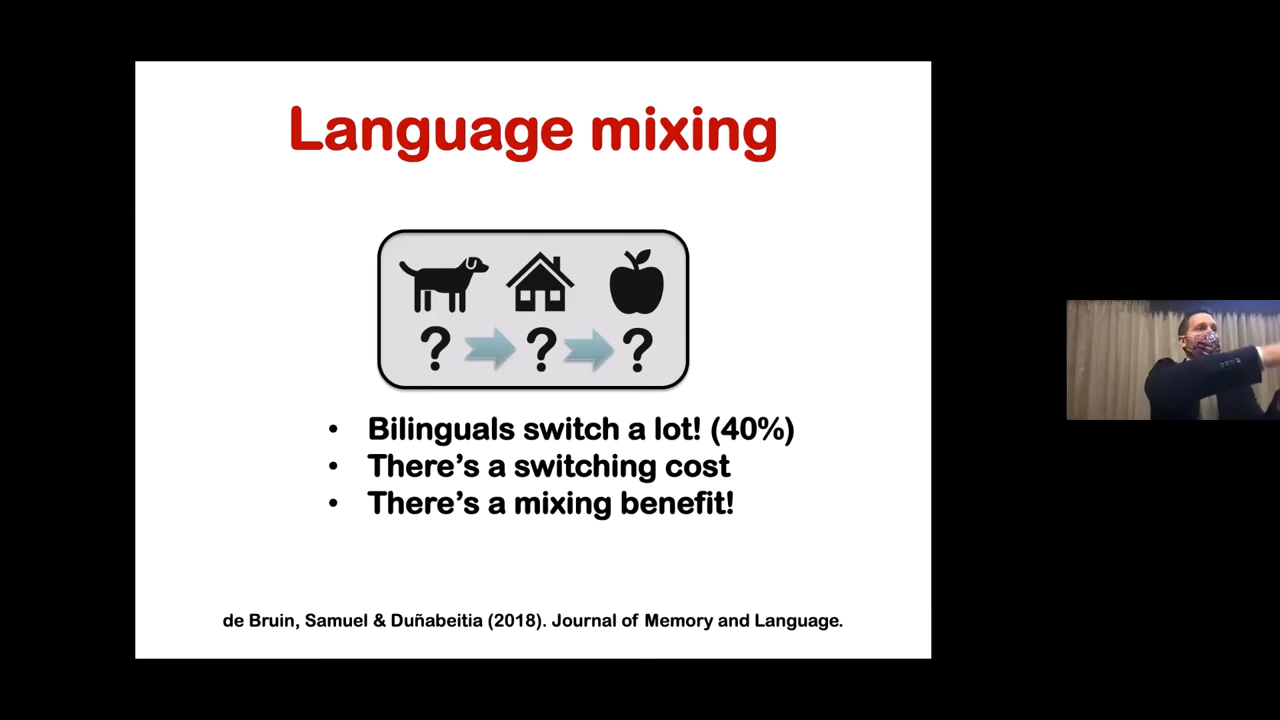 Language mixing
? ? ?
• Bilinguals switch a lot! (40%)
• There's a switching cost
• There's a mixing benefit!
de Bruin, Samuel & Duñabeitia (2018). Journal of Memory and Language.